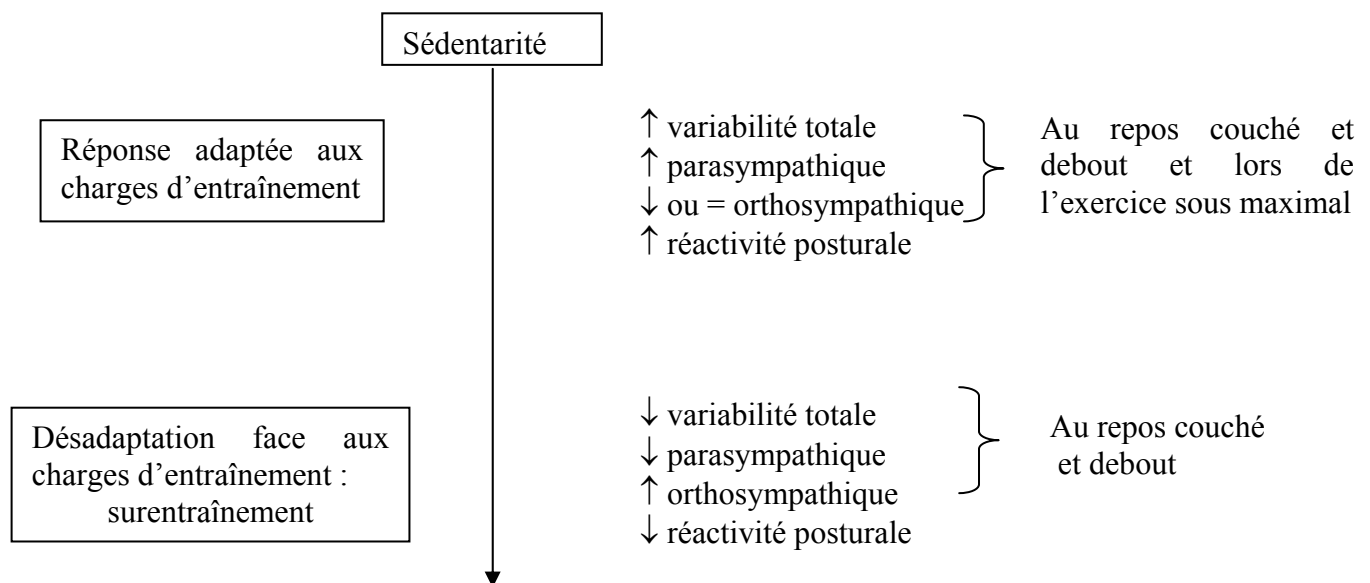 Sédentarité
Réponse adaptée aux
charges d’entraînement
↑ variabilité totale
↑ parasympathique
↓ ou = orthosympathique
↑ réactivité posturale
Au repos couché et
debout et lors de
l’exercice sous maximal
Désadaptation face aux
charges d’entraînement :
surentraînement
↓ variabilité totale
↓ parasympathique
↑ orthosympathique
↓ réactivité posturale
Au repos couché
et debout